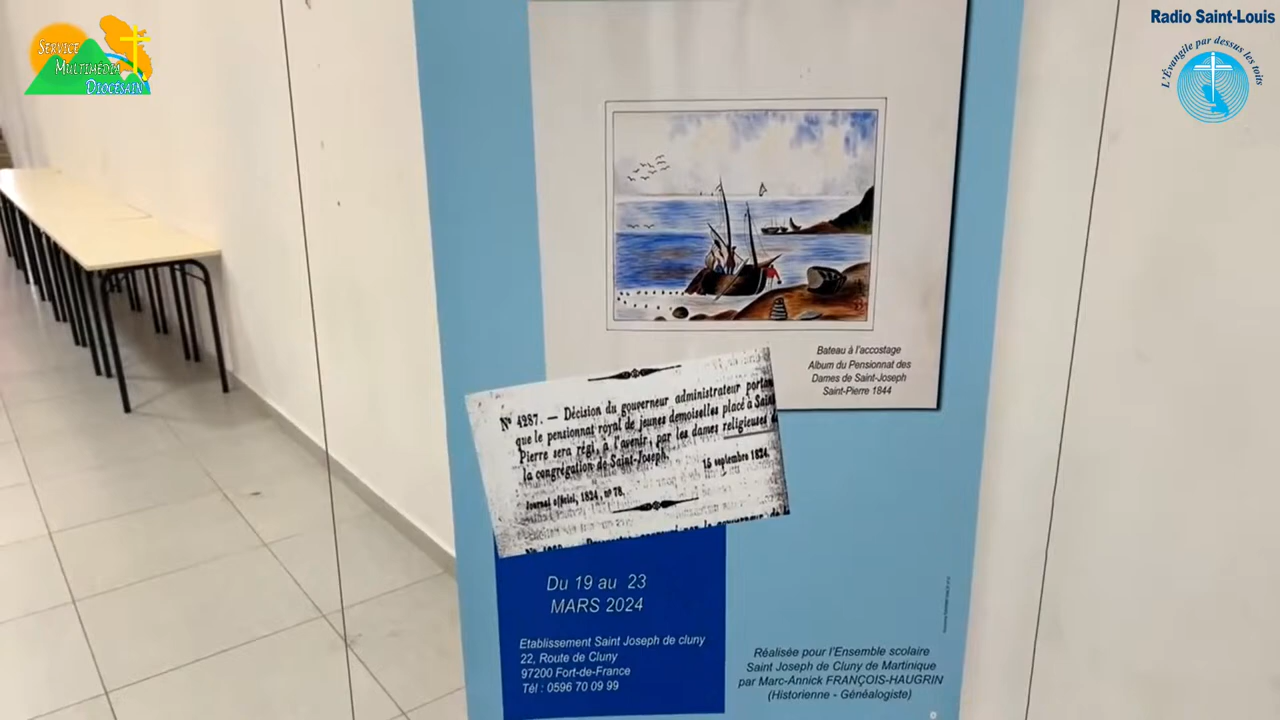 Service
Multimédia
Diocésain
Radio Saint-Louis
L'Évangile par dessus les toits
Bateau à l'accostage
Album du Pensionnat des
Dames de Saint-Joseph
Saint-Pierre 1844
Nº 4287. — Décision du gouverneur administrateur
que le pensionnat royal de jeunes demoiselles placé à
Pierre sera régi, à l'avenir, par les dames religieuses
la congrégation de Saint-Joseph.
15 septembre 1824.
Journal officiel, 1824, nº 78.
Du 19 au 23
MARS 2024
Etablissement Saint Joseph de cluny
22, Route de Cluny
97200 Fort-de-France
Tél : 0596 70 09 99
Réalisée pour l'Ensemble scolaire
Saint Joseph de Cluny de Martinique
par Marc-Annick FRANÇOIS-HAUGRIN
(Historienne - Généalogiste)